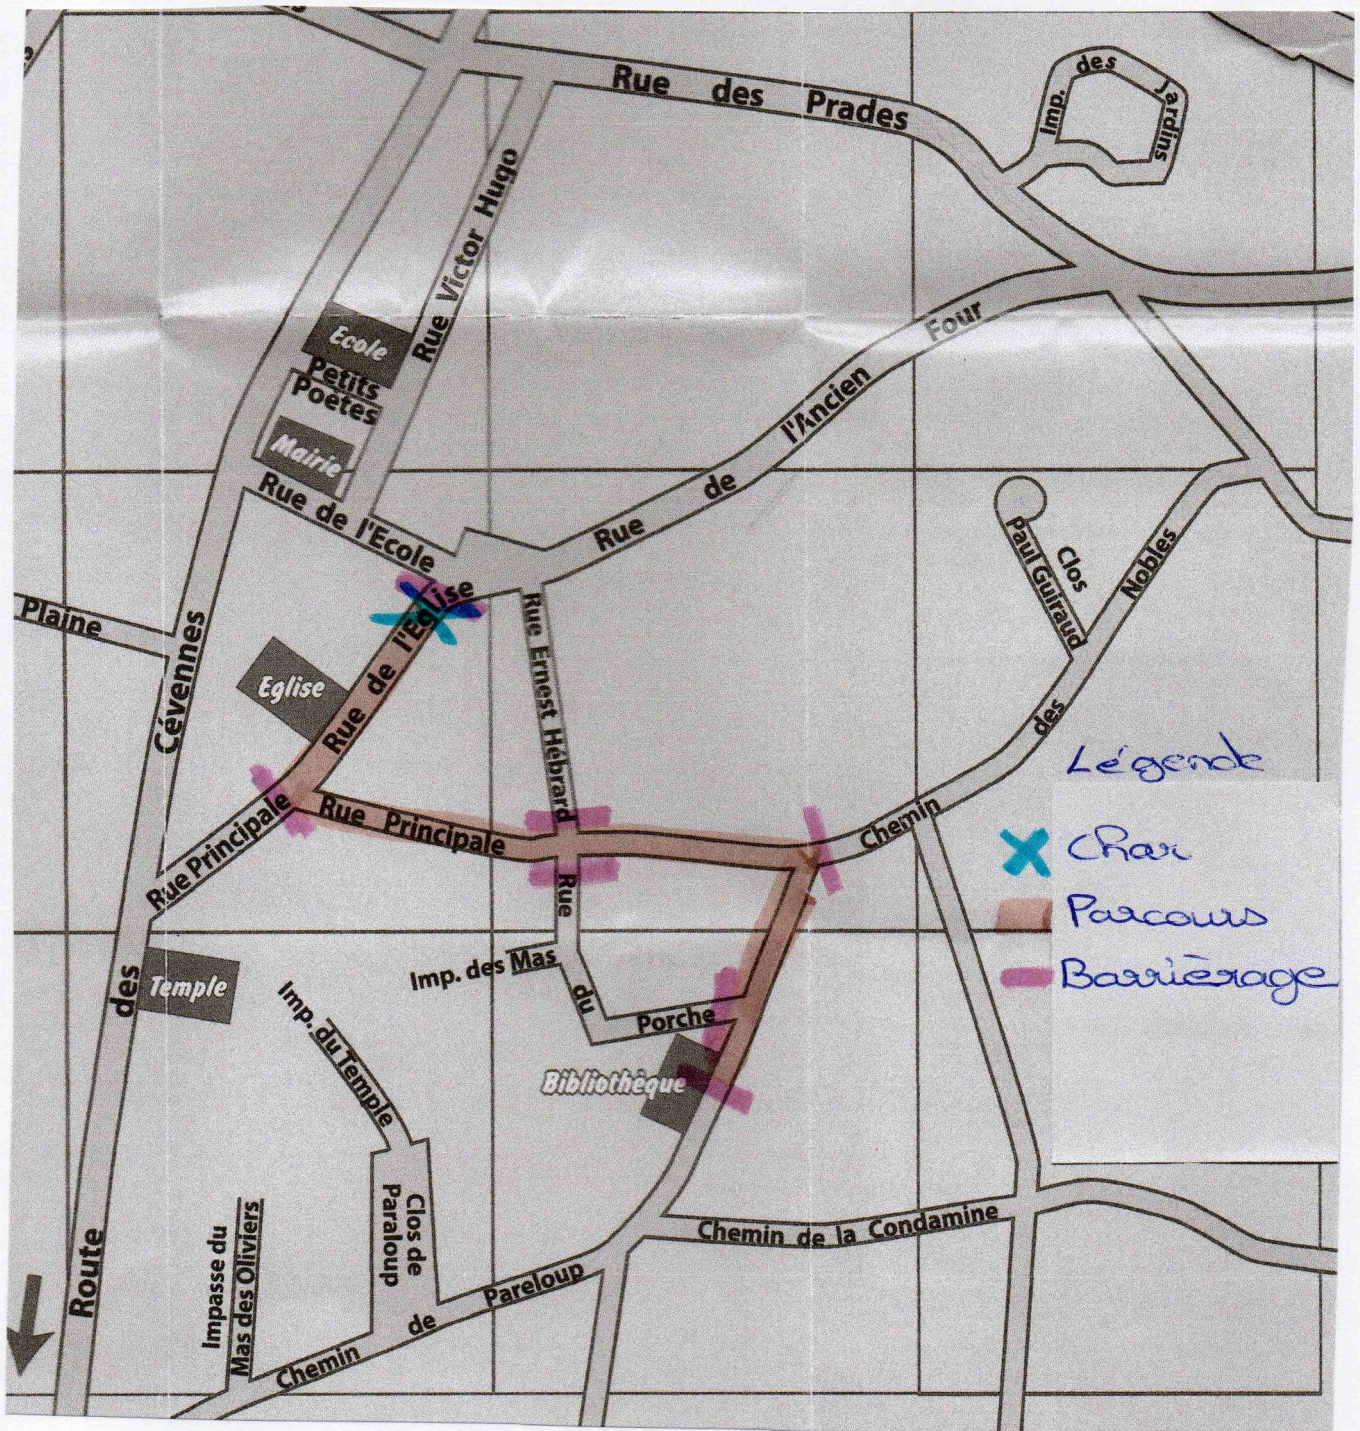 Rue des Prades
Imp. des Jardins
Rue Victor Hugo
Ecole
Petits
Poètes
Mairie
Rue de l'Ecole
Rue de l'Ancien Four
Plaine
Rue de l'Eglise
Eglise
Rue Ernest Hébrard
Clos
Paul Guiraud
Chemin des Nobles
Route des Cévennes
Rue Principale
Rue Principale
Légende
Char
Parcours
Barrièrage
Rue du Porche
Imp. des Mas
Temple
Imp. du Temple
Bibliothèque
Clos de
Paraloup
Impasse du
Mas des Oliviers
Chemin de la Condamine
Chemin de Pareloup